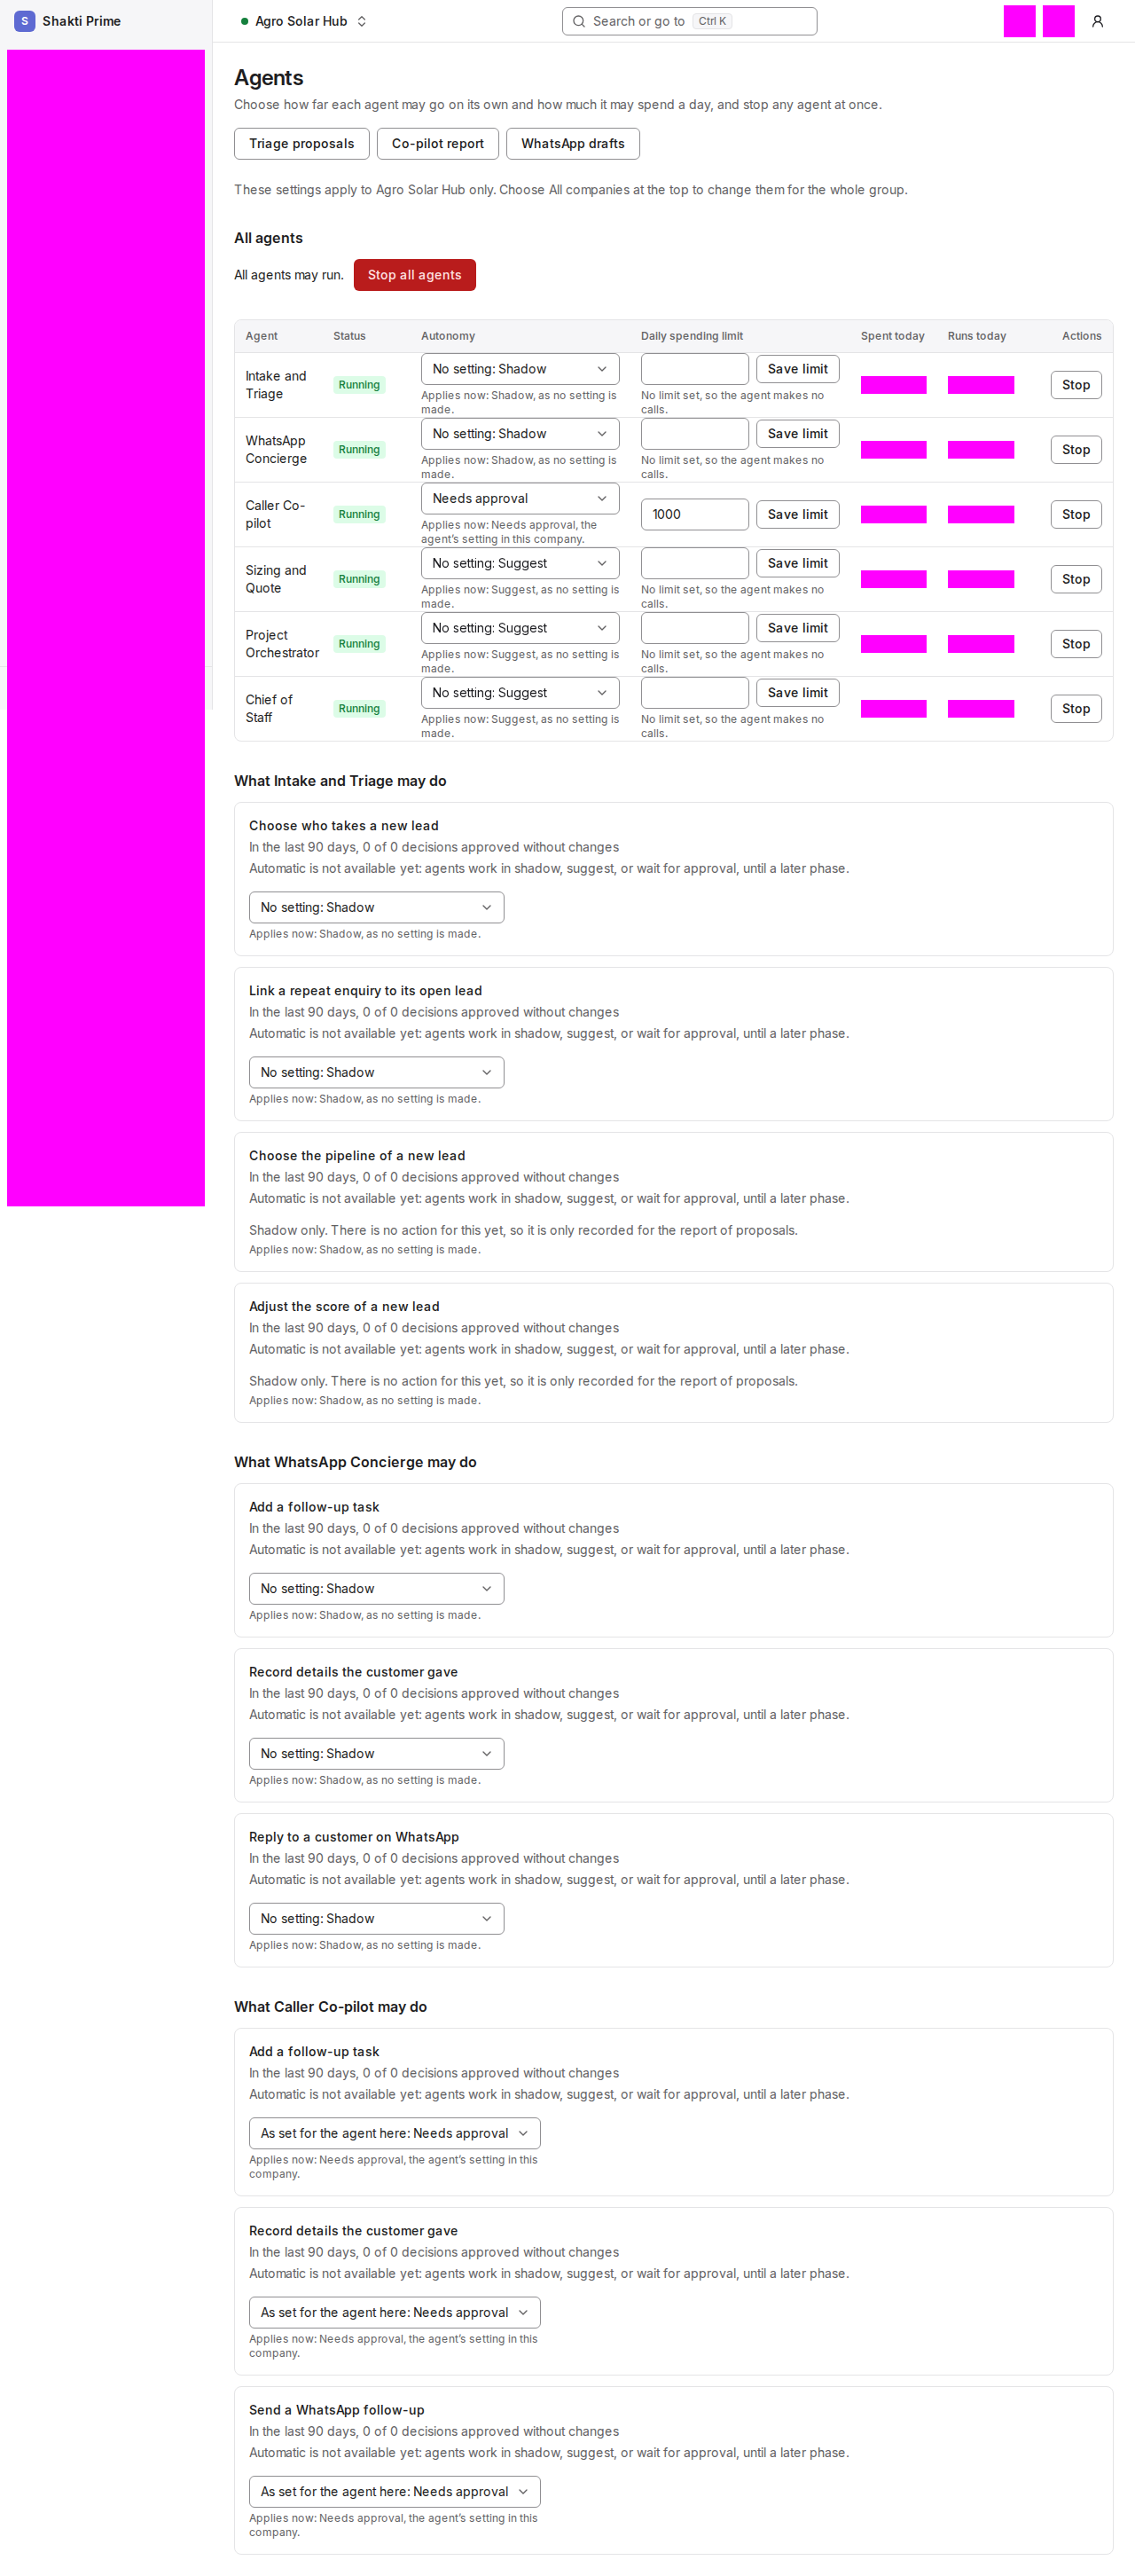 S Shakti Prime
Agro Solar Hub
Search or go to Ctrl K
Agents
Choose how far each agent may go on its own and how much it may spend a day, and stop any agent at once.
Triage proposals
Co-pilot report
WhatsApp drafts
These settings apply to Agro Solar Hub only. Choose All companies at the top to change them for the whole group.
All agents
All agents may run. Stop all agents
Agent Status Autonomy Daily spending limit Spent today Runs today Actions
Intake and
Triage
Running
No setting: Shadow
Applies now: Shadow, as no setting is
made.
Save limit
No limit set, so the agent makes no
calls.
Stop
WhatsApp
Concierge
Running
No setting: Shadow
Applies now: Shadow, as no setting is
made.
Save limit
No limit set, so the agent makes no
calls.
Stop
Caller Co-
pilot
Running
Needs approval
Applies now: Needs approval, the
agent's setting in this company.
1000
Save limit
Stop
Sizing and
Quote
Running
No setting: Suggest
Applies now: Suggest, as no setting is
made.
Save limit
No limit set, so the agent makes no
calls.
Stop
Project
Orchestrator
Running
No setting: Suggest
Applies now: Suggest, as no setting is
made.
Save limit
No limit set, so the agent makes no
calls.
Stop
Chief of
Staff
Running
No setting: Suggest
Applies now: Suggest, as no setting is
made.
Save limit
No limit set, so the agent makes no
calls.
Stop
What Intake and Triage may do
Choose who takes a new lead
In the last 90 days, 0 of 0 decisions approved without changes
Automatic is not available yet: agents work in shadow, suggest, or wait for approval, until a later phase.
No setting: Shadow
Applies now: Shadow, as no setting is made.
Link a repeat enquiry to its open lead
In the last 90 days, 0 of 0 decisions approved without changes
Automatic is not available yet: agents work in shadow, suggest, or wait for approval, until a later phase.
No setting: Shadow
Applies now: Shadow, as no setting is made.
Choose the pipeline of a new lead
In the last 90 days, 0 of 0 decisions approved without changes
Automatic is not available yet: agents work in shadow, suggest, or wait for approval, until a later phase.
Shadow only. There is no action for this yet, so it is only recorded for the report of proposals.
Applies now: Shadow, as no setting is made.
Adjust the score of a new lead
In the last 90 days, 0 of 0 decisions approved without changes
Automatic is not available yet: agents work in shadow, suggest, or wait for approval, until a later phase.
Shadow only. There is no action for this yet, so it is only recorded for the report of proposals.
Applies now: Shadow, as no setting is made.
What WhatsApp Concierge may do
Add a follow-up task
In the last 90 days, 0 of 0 decisions approved without changes
Automatic is not available yet: agents work in shadow, suggest, or wait for approval, until a later phase.
No setting: Shadow
Applies now: Shadow, as no setting is made.
Record details the customer gave
In the last 90 days, 0 of 0 decisions approved without changes
Automatic is not available yet: agents work in shadow, suggest, or wait for approval, until a later phase.
No setting: Shadow
Applies now: Shadow, as no setting is made.
Reply to a customer on WhatsApp
In the last 90 days, 0 of 0 decisions approved without changes
Automatic is not available yet: agents work in shadow, suggest, or wait for approval, until a later phase.
No setting: Shadow
Applies now: Shadow, as no setting is made.
What Caller Co-pilot may do
Add a follow-up task
In the last 90 days, 0 of 0 decisions approved without changes
Automatic is not available yet: agents work in shadow, suggest, or wait for approval, until a later phase.
As set for the agent here: Needs approval
Applies now: Needs approval, the agent's setting in this
company.
Record details the customer gave
In the last 90 days, 0 of 0 decisions approved without changes
Automatic is not available yet: agents work in shadow, suggest, or wait for approval, until a later phase.
As set for the agent here: Needs approval
Applies now: Needs approval, the agent's setting in this
company.
Send a WhatsApp follow-up
In the last 90 days, 0 of 0 decisions approved without changes
Automatic is not available yet: agents work in shadow, suggest, or wait for approval, until a later phase.
As set for the agent here: Needs approval
Applies now: Needs approval, the agent's setting in this
company.